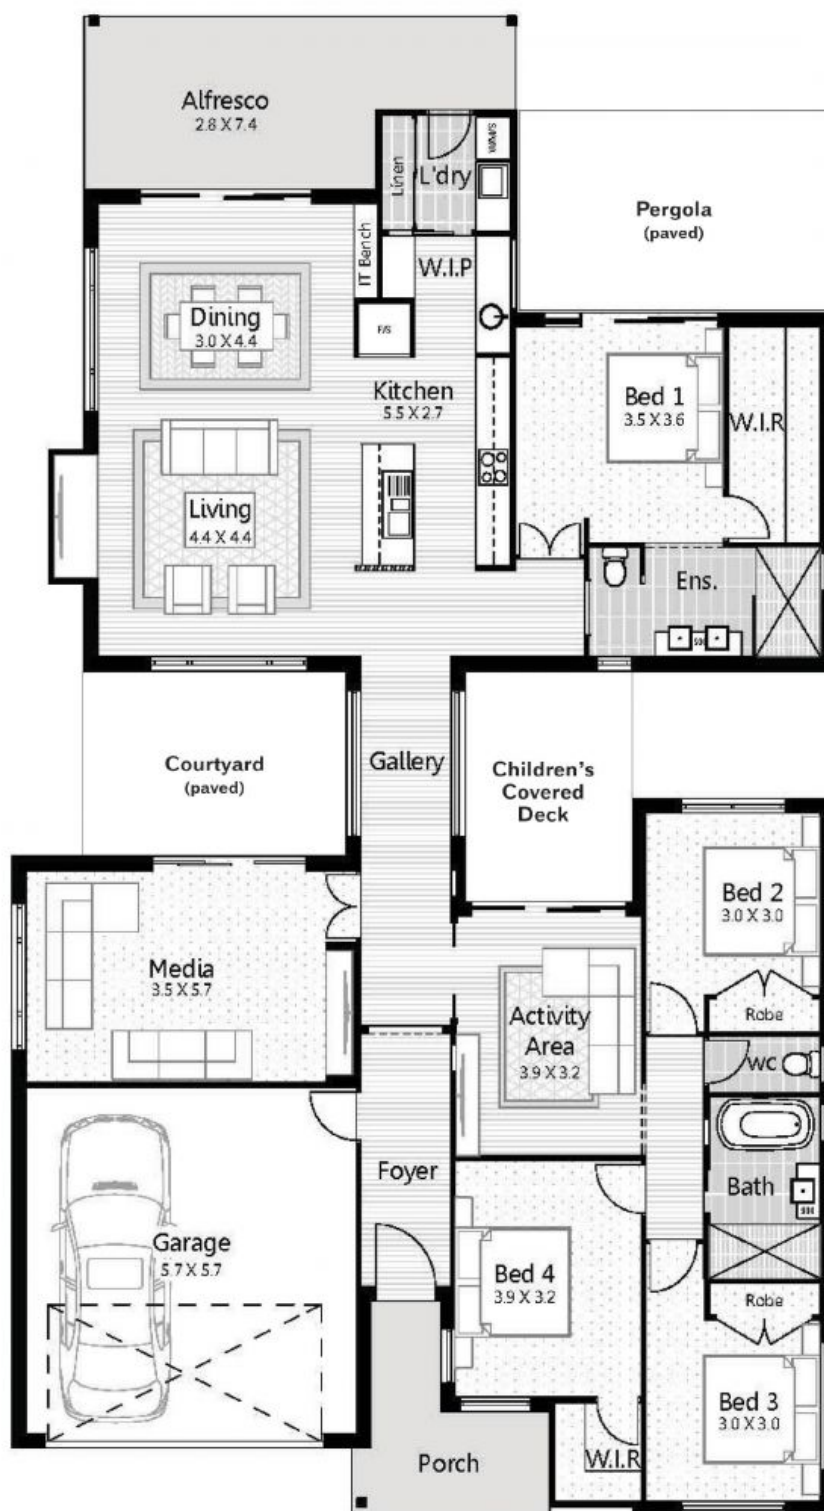 Alfresco
2.8 X 7.4
Linen
L'dry
Pergola
(paved)
IT Bench
W.I.P
Dining
3.0 X 4.4
F/S
Kitchen
5.5 X 2.7
Bed 1
3.5 X 3.6
W.I.R
Living
4.4 X 4.4
Ens.
Courtyard
(paved)
Gallery
Children's
Covered
Deck
Bed 2
3.0 X 3.0
Media
3.5 X 5.7
Robe
Activity
Area
3.9 X 3.2
WC
Foyer
Bath
Garage
5.7 X 5.7
Bed 4
3.9 X 3.2
Robe
Bed 3
3.0 X 3.0
W.I.R
Porch